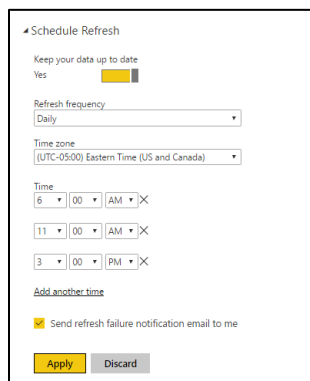 Schedule Refresh
Keep your data up to date
Yes
Refresh frequency
Daily
Time zone
(UTC-05:00) Eastern Time (US and Canada)
Time
6 00 AM
11 00 AM
3 00 PM
Add another time
Send refresh failure notification email to me
Apply Discard